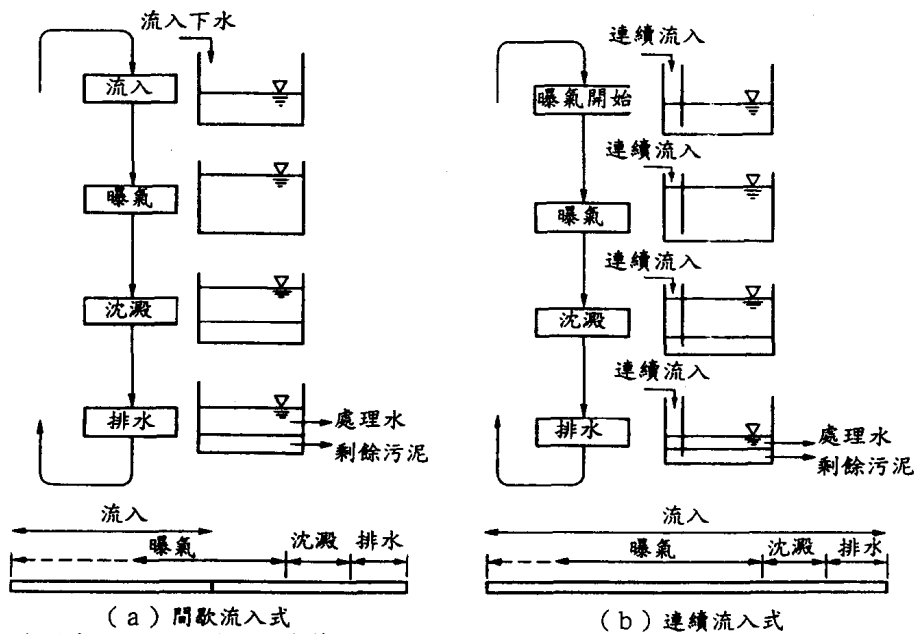 流入下水
流入
曝氣
沈澱
排水
處理水
剩餘污泥
流入
曝氣
沈澱
排水
(a)間歇流入式
連續流入
曝氣開始
連續流入
曝氣
連續流入
沈澱
連續流入
排水
處理水
剩餘污泥
流入
曝氣
沈澱
排水
(b)連續流入式